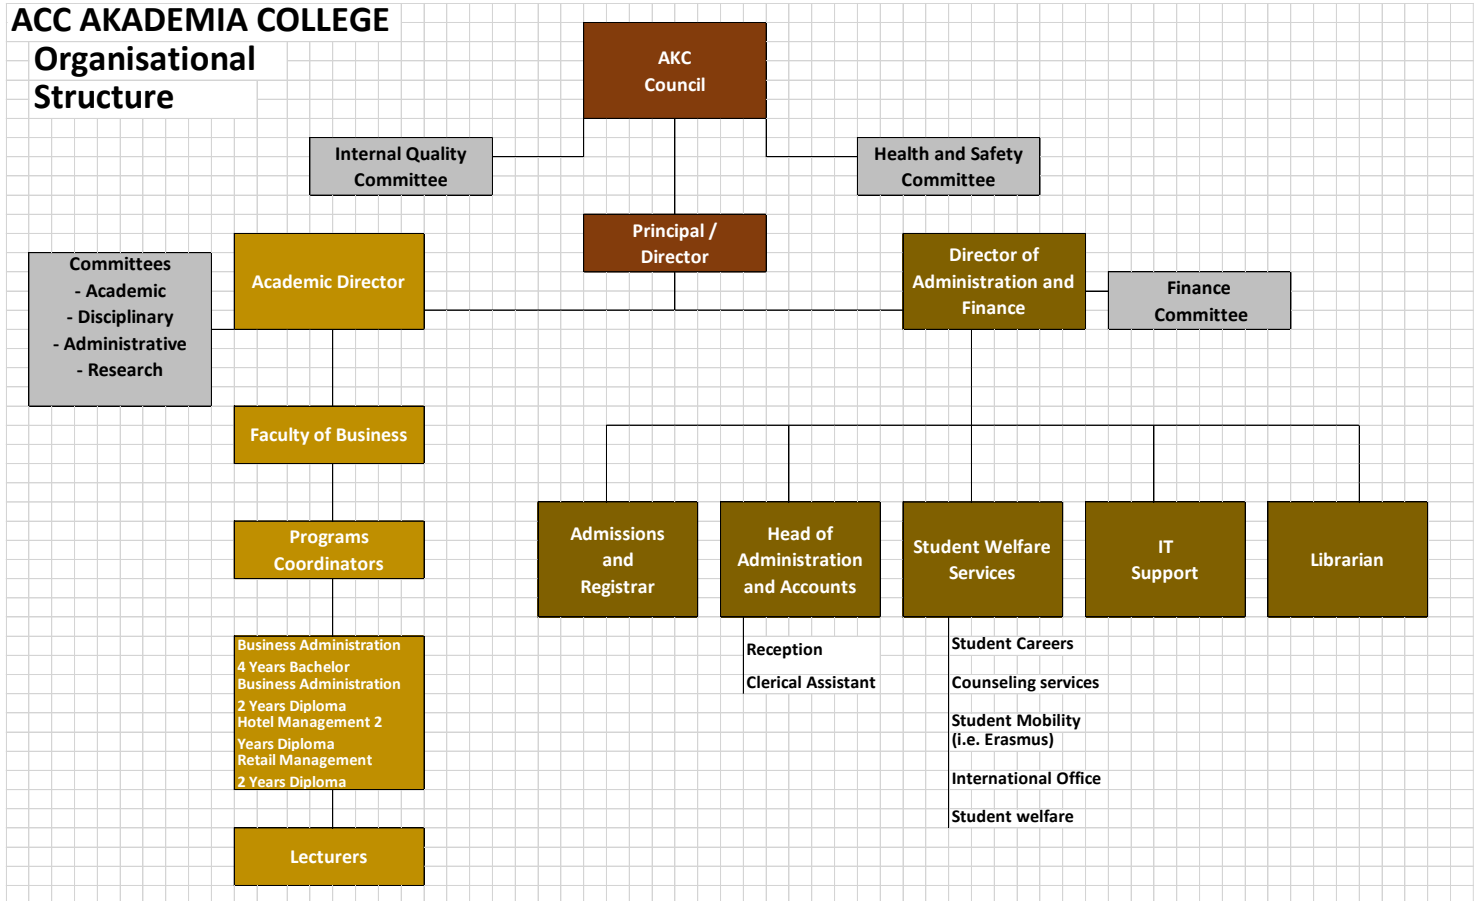 ACC AKADEMIA COLLEGE
Organisational
Structure
AKC
Council
Internal Quality
Committee
Health and Safety
Committee
Principal /
Director
Committees
- Academic
- Disciplinary
- Administrative
- Research
Academic Director
Director of
Administration and
Finance
Finance
Committee
Faculty of Business
Programs
Coordinators
Business Administration
4 Years Bachelor
Business Administration
2 Years Diploma
Hotel Management 2
Years Diploma
Retail Management
2 Years Diploma
Lecturers
Admissions
and
Registrar
Head of
Administration
and Accounts
Student Welfare
Services
IT
Support
Librarian
Reception
Clerical Assistant
Student Careers
Counseling services
Student Mobility
(i.e. Erasmus)
International Office
Student welfare